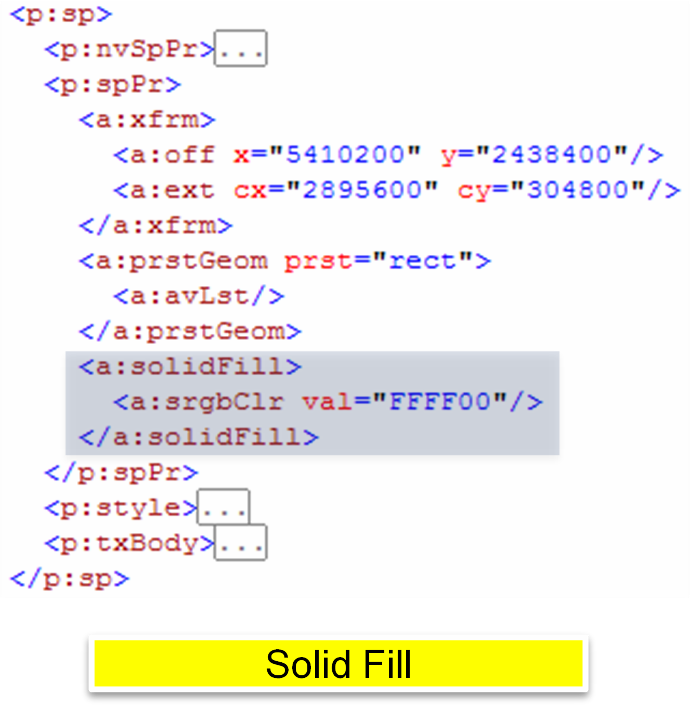 <p:sp>
<p:nvSpPr>...
<p:spPr>
<a:xfrm>
<a:off x="5410200" y="2438400"/>
<a:ext cx="2895600" cy="304800"/>
</a:xfrm>
<a:prstGeom prst="rect">
<a:avLst/>
</a:prstGeom>
<a:solidFill>
<a:srgbClr val="FFFF00"/>
</a:solidFill>
</p:spPr>
<p:style>...
<p:txBody>...
</p:sp>
Solid Fill